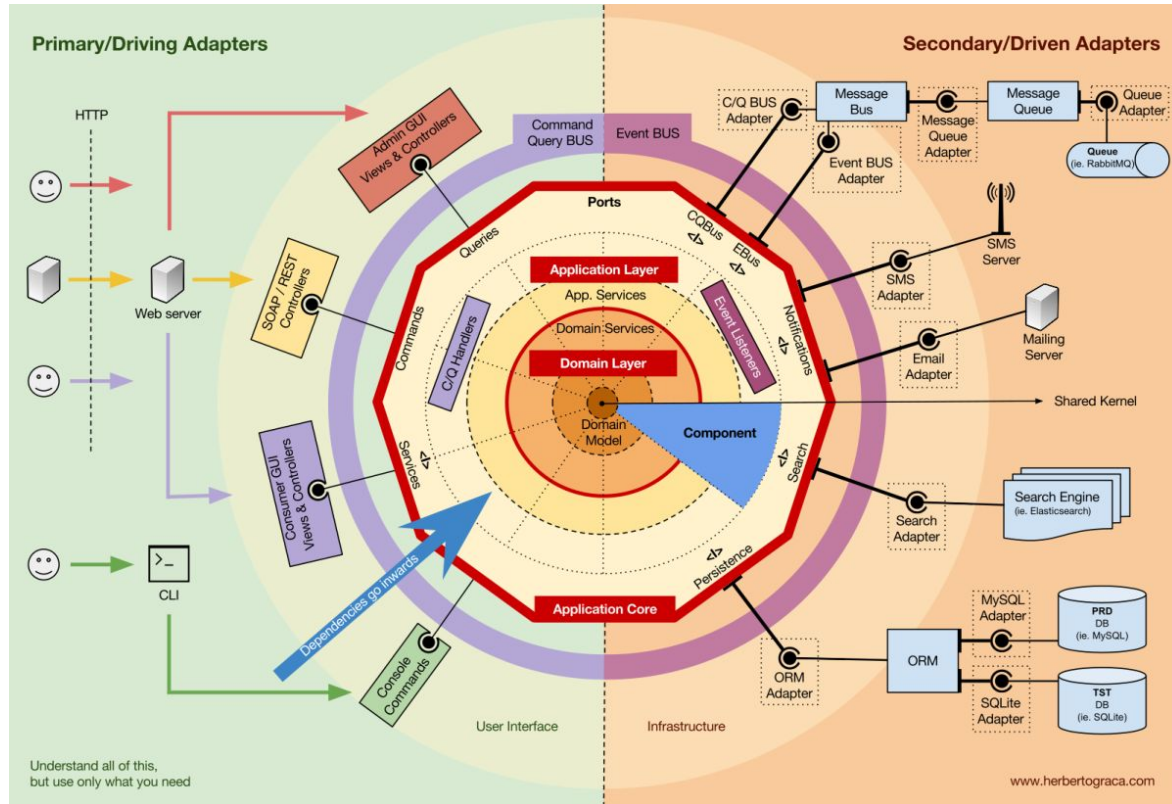 Primary/Driving Adapters
Secondary/Driven Adapters
HTTP
Web server
CLI
Admin GUI
Views & Controllers
SOAP / REST
Controllers
Consumer GUI
Views & Controllers
Console
Commands
Command
Query BUS
Event BUS
Ports
Queries
Commands
Services
</>
CQBus
</>
EBus
</>
Notifications
</>
Search
</>
Persistence
</>
Application Layer
App. Services
Domain Services
Domain Layer
Domain
Model
C/Q Handlers
Event Listeners
Component
Application Core
Dependencies go inwards
C/Q BUS
Adapter
Message
Bus
Event BUS
Adapter
Message
Queue
Adapter
Message
Queue
Queue
Adapter
Queue
(ie. RabbitMQ)
SMS
Server
SMS
Adapter
Mailing
Server
Email
Adapter
Shared Kernel
Search Engine
(ie. Elasticsearch)
Search
Adapter
ORM
Adapter
ORM
MySQL
Adapter
PRD
DB
(ie. MySQL)
SQLite
Adapter
TST
DB
(ie. SQLite)
>_
User Interface
Infrastructure
Understand all of this,
but use only what you need
www.herbertograca.com